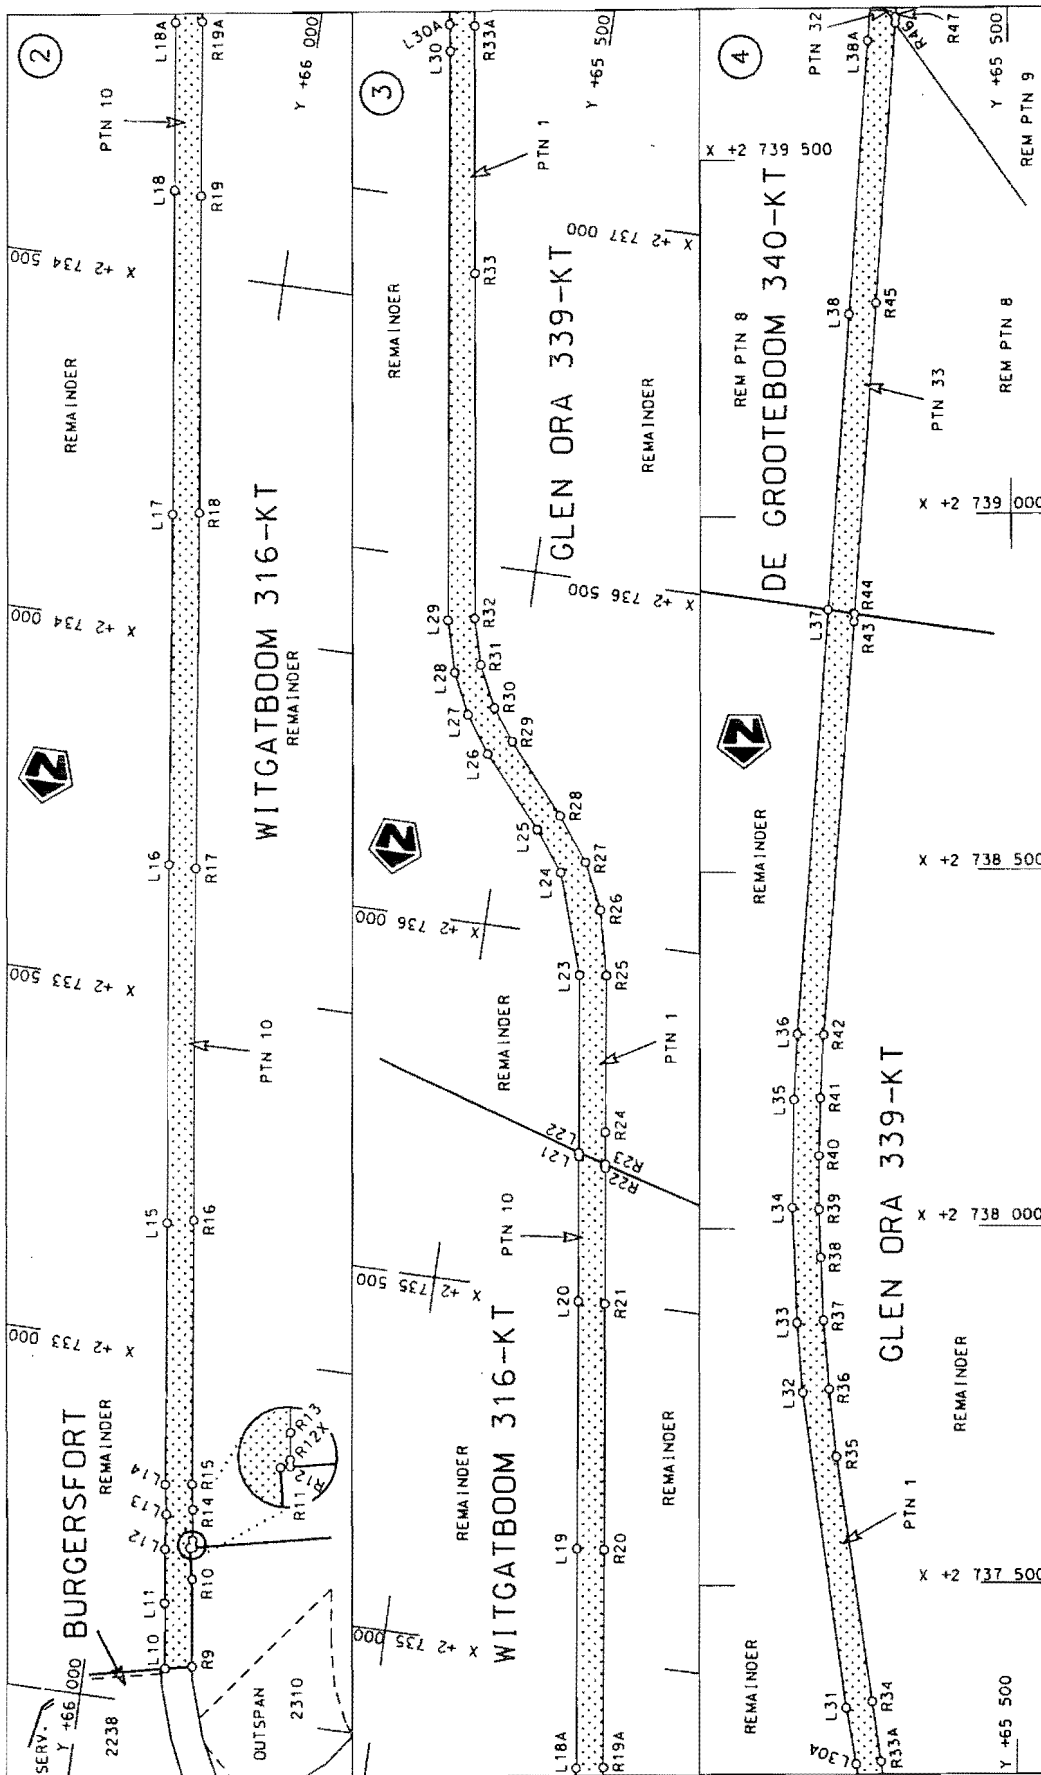 2
L18A
R19A
Y +66 000
PTN 10
L18
R19
X +2 734 500
REMAINDER
L17
R18
X +2 734 000
WITGATBOOM 316-KT
REMAINDER
N
L16
R17
X +2 733 500
PTN 10
L15
R16
X +2 733 000
BURGERSFORT
REMAINDER
L14
L13
L12
R15
R14
R13
R12X
R12
R11
L11
R10
L10
R9
Y +66 000
SERV.
2238
OUTSPAN
2310
3
L30A
L30
R33A
Y +65 500
PTN 1
REMAINDER
R33
X +2 737 000
GLEN ORA 339-KT
REMAINDER
X +2 736 500
L29
R32
L28
R31
L27
R30
L26
R29
N
L25
R28
L24
R27
R26
X +2 736 000
L23
R25
REMAINDER
PTN 1
L22
L21
R24
R23
R22
PTN 10
L20
R21
X +2 735 500
WITGATBOOM 316-KT
REMAINDER
REMAINDER
L19
R20
X +2 735 000
L18A
R19A
4
PTN 32
L38A
R46
R47
Y +65 500
REM PTN 9
X +2 739 500
DE GROOTEBOOM 340-KT
REM PTN 8
L38
R45
PTN 33
REM PTN 8
X +2 739 000
L37
R44
R43
N
REMAINDER
X +2 738 500
L36
R42
L35
R41
R40
L34
R39
X +2 738 000
R38
L33
R37
L32
R36
GLEN ORA 339-KT
REMAINDER
R35
PTN 1
X +2 737 500
REMAINDER
L31
R34
L30A
R33A
Y +65 500